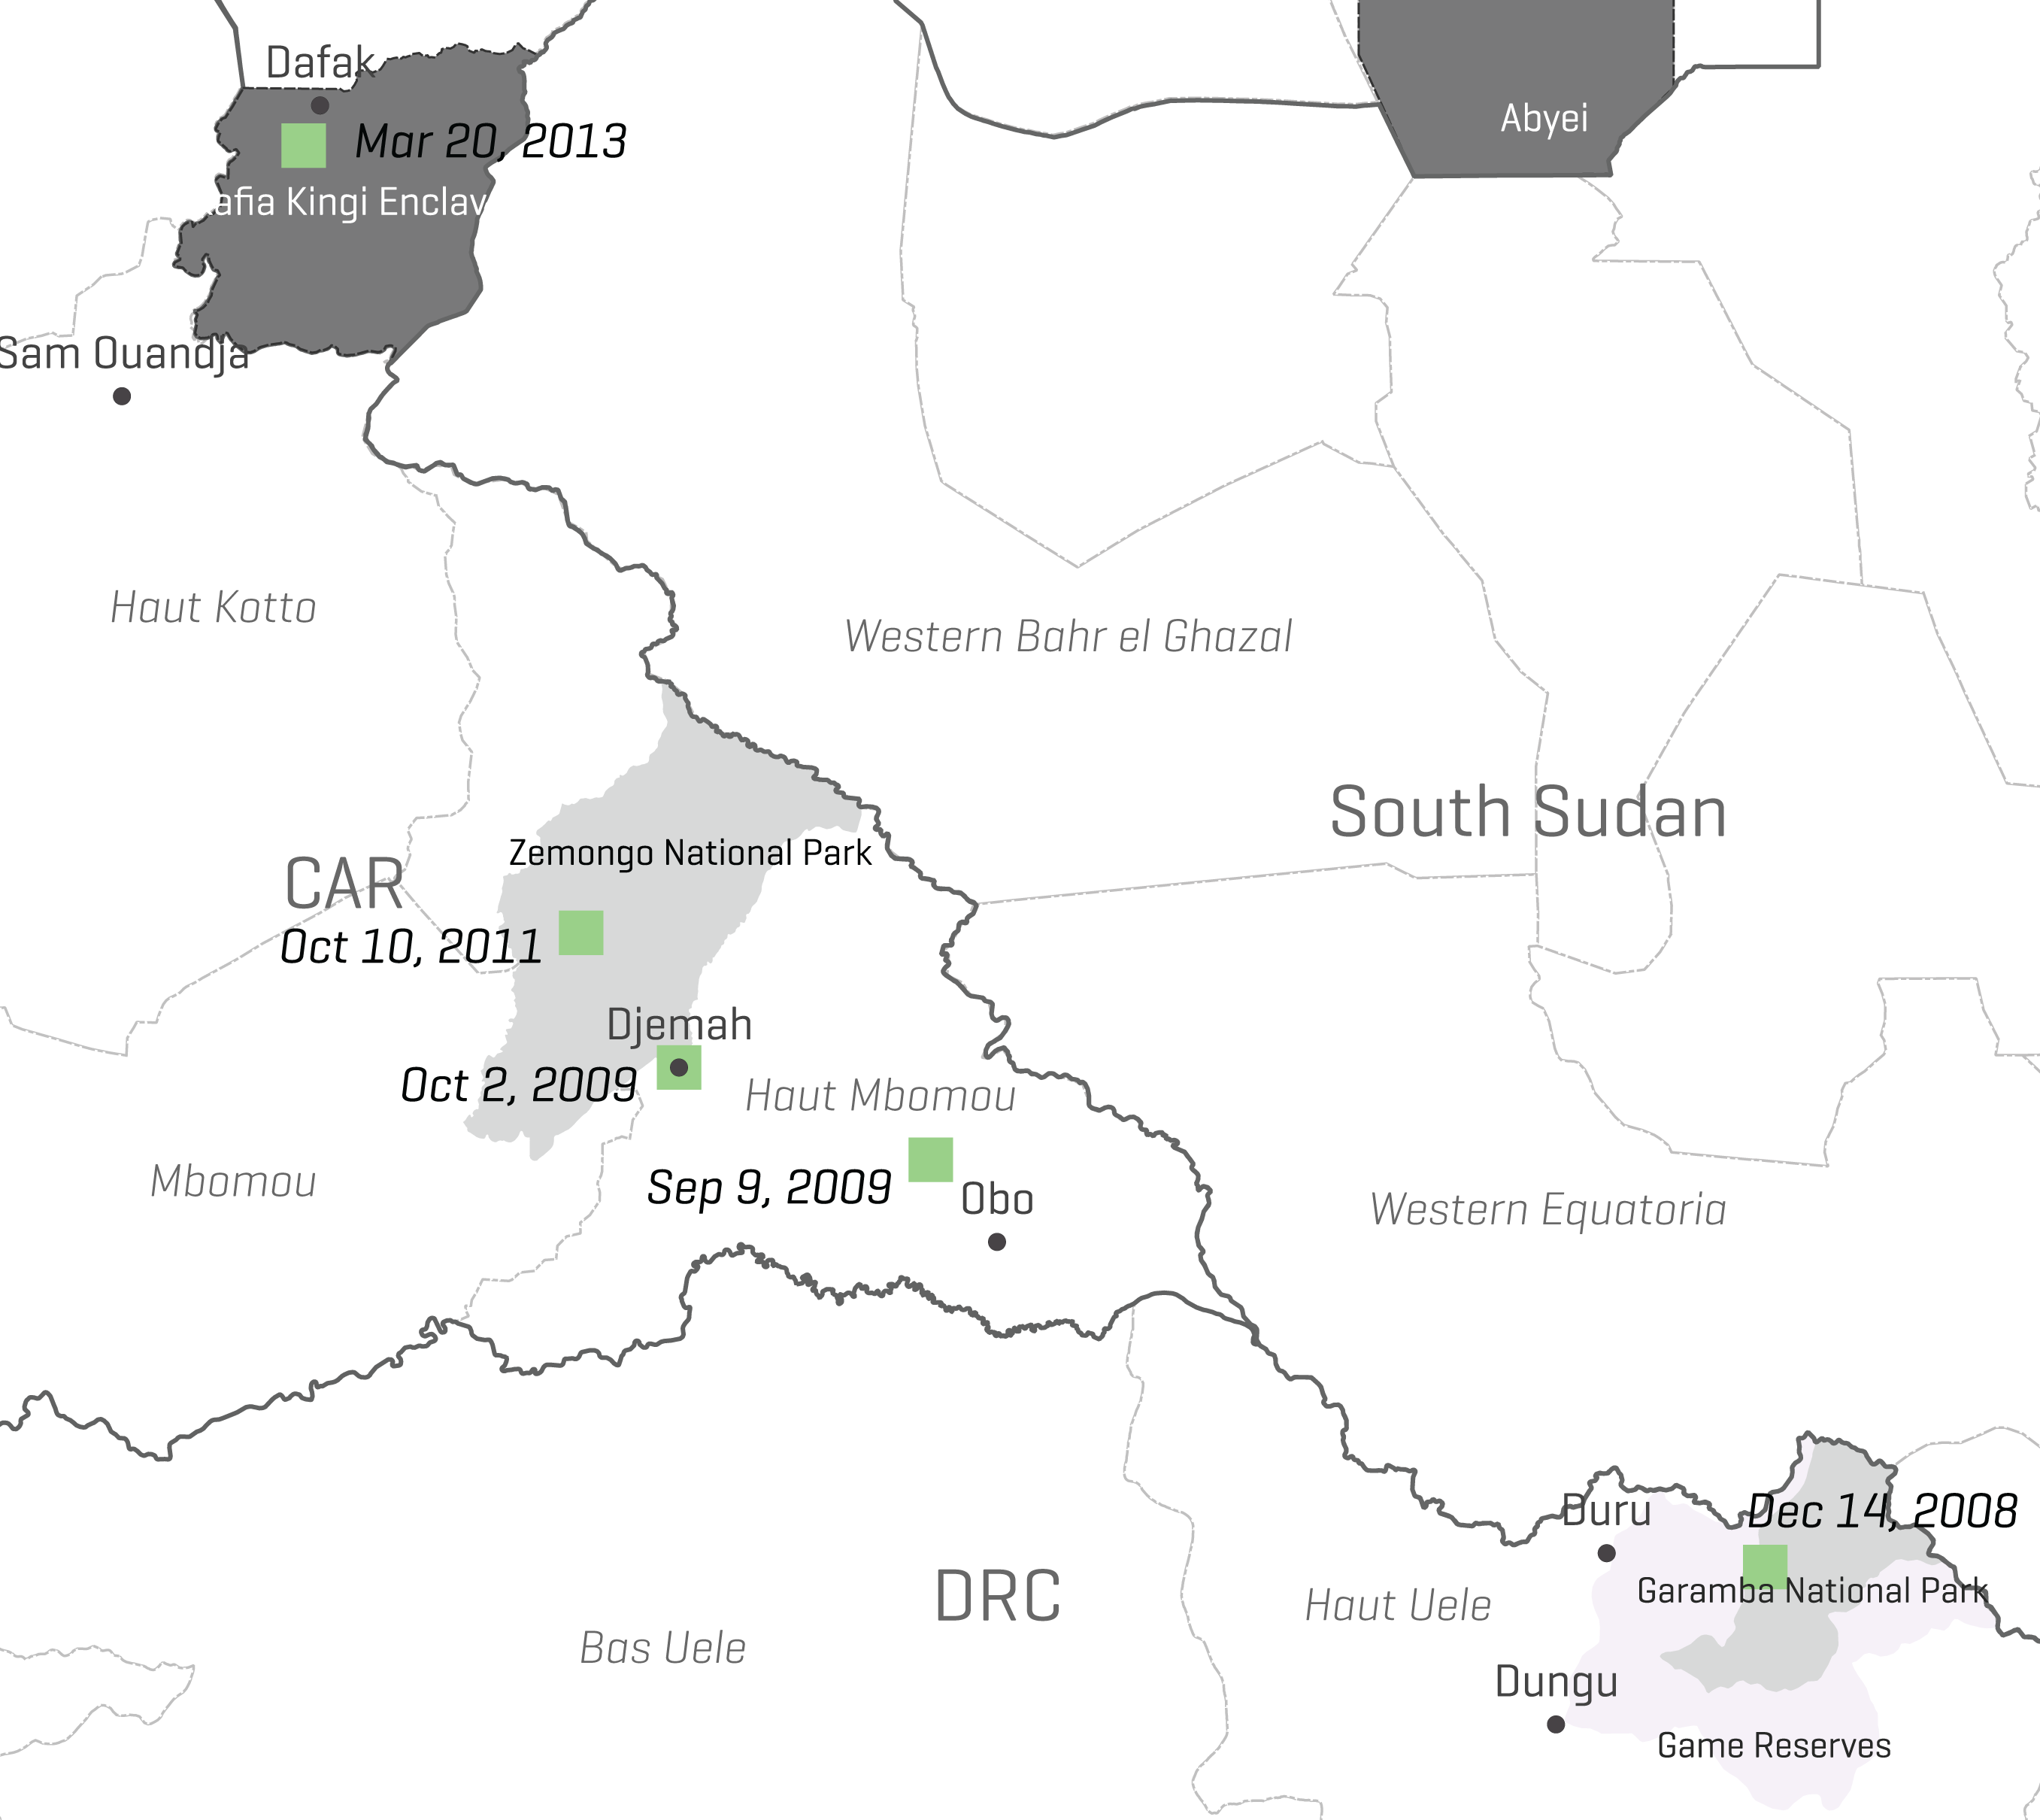 Dafak
Abyei
Mar 20, 2013
afia Kingi Enclav
Sam Ouandja
Haut Kotto
Western Bahr el Ghazal
South Sudan
Zemongo National Park
CAR
Oct 10, 2011
Djemah
Oct 2, 2009
Haut Mbomou
Mbomou
Sep 9, 2009
Obo
Western Equatoria
Duru
Dec 14, 2008
Garamba National Park
DRC
Haut Uele
Bas Uele
Dungu
Game Reserves